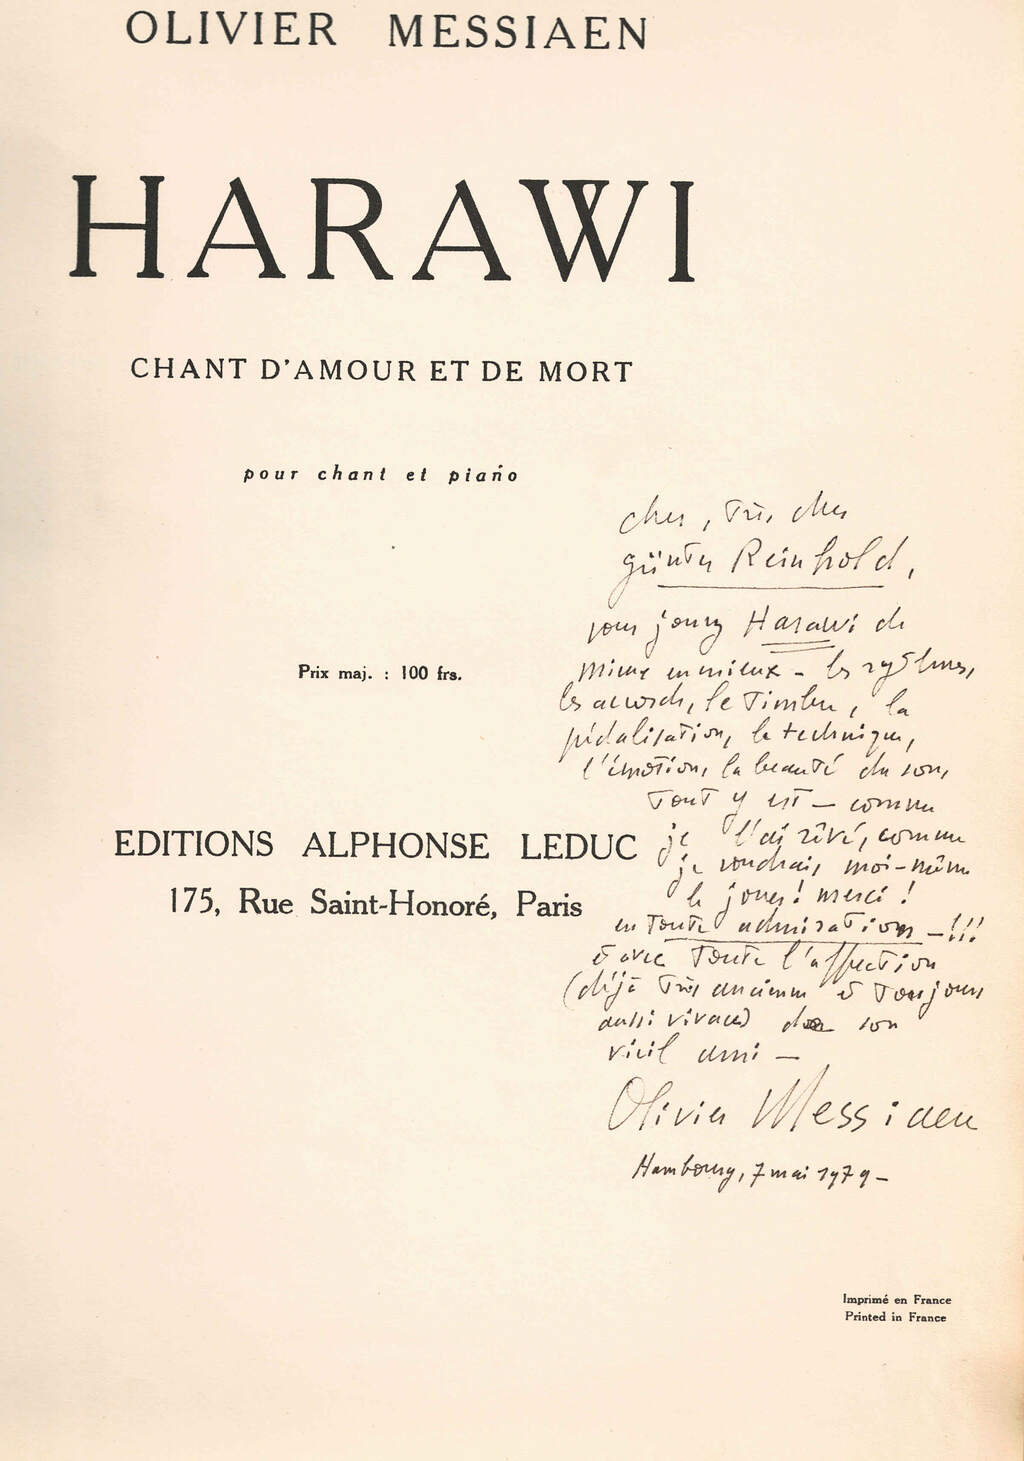 OLIVIER MESSIAEN
HARAWI
CHANT D'AMOUR ET DE MORT
pour chant et piano
cher, très cher
günter Reinhold,
vous jouez Harawi de
mieux en mieux - les rythmes,
les accords, le timbre, la
pédalisation, la technique,
l'émotion, la beauté du son,
tout y est - comme
je l'ai rêvé, comme
je voudrais moi-même
le jouer! merci!
en toute admiration -!!!
et avec toute l'affection
(déjà très ancienne et toujours
aussi vivace) de son
vieil ami -
Olivier Messiaen
Hambourg, 7 mai 1979 -
Prix maj. : 100 frs.
EDITIONS ALPHONSE LEDUC
175, Rue Saint-Honoré, Paris
Imprimé en France
Printed in France